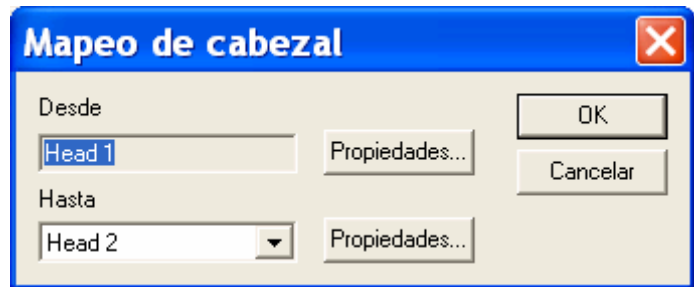 Mapeo de cabezal
Desde
OK
Head 1
Propiedades...
Cancelar
Hasta
Head 2
Propiedades...